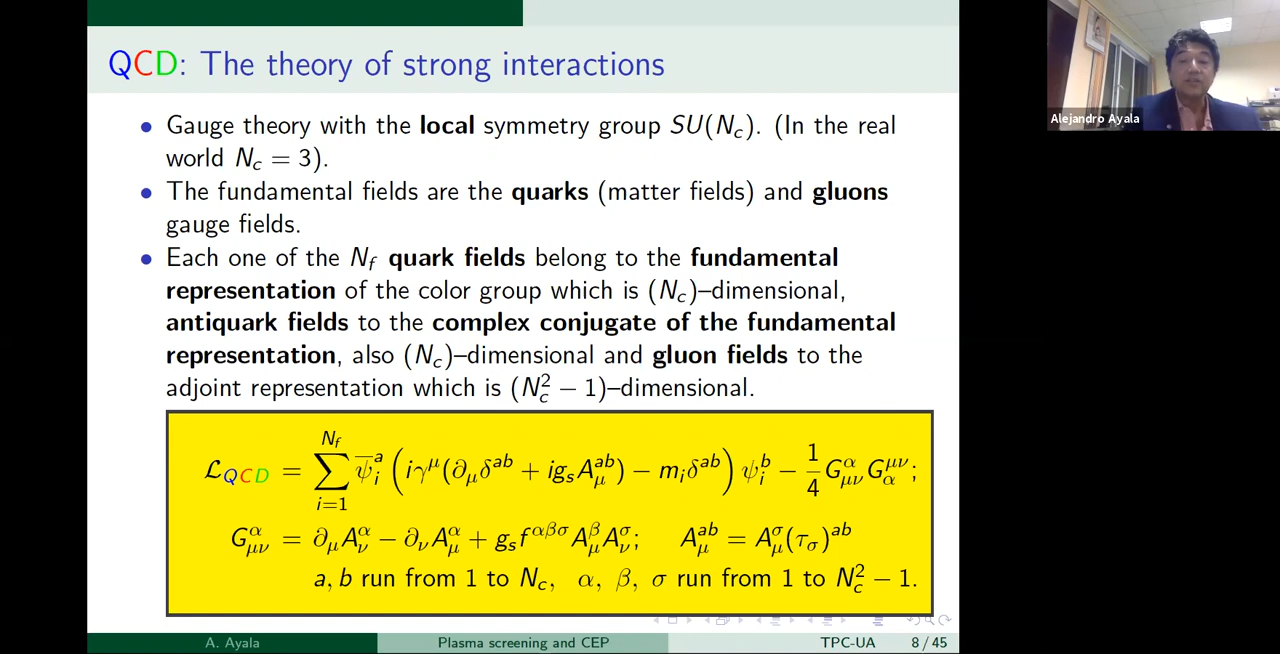 QCD: The theory of strong interactions
• Gauge theory with the local symmetry group SU(N_c). (In the real
world N_c = 3).
• The fundamental fields are the quarks (matter fields) and gluons
gauge fields.
• Each one of the N_f quark fields belong to the fundamental
representation of the color group which is (N_c)–dimensional,
antiquark fields to the complex conjugate of the fundamental
representation, also (N_c)–dimensional and gluon fields to the
adjoint representation which is (N_c^2 − 1)–dimensional.
ℒ_QCD = ∑_{i=1}^{N_f} ψ̄_i^a (iγ^μ(∂_μ δ^{ab} + ig_s A_μ^{ab}) − m_i δ^{ab}) ψ_i^b − 1/4 G_{μν}^α G_α^{μν};
G_{μν}^α = ∂_μ A_ν^α − ∂_ν A_μ^α + g_s f^{αβσ} A_μ^β A_ν^σ; A_μ^{ab} = A_μ^σ (τ_σ)^{ab}
a, b run from 1 to N_c, α, β, σ run from 1 to N_c^2 − 1.
A. Ayala Plasma screening and CEP TPC-UA 8 / 45
Alejandro Ayala